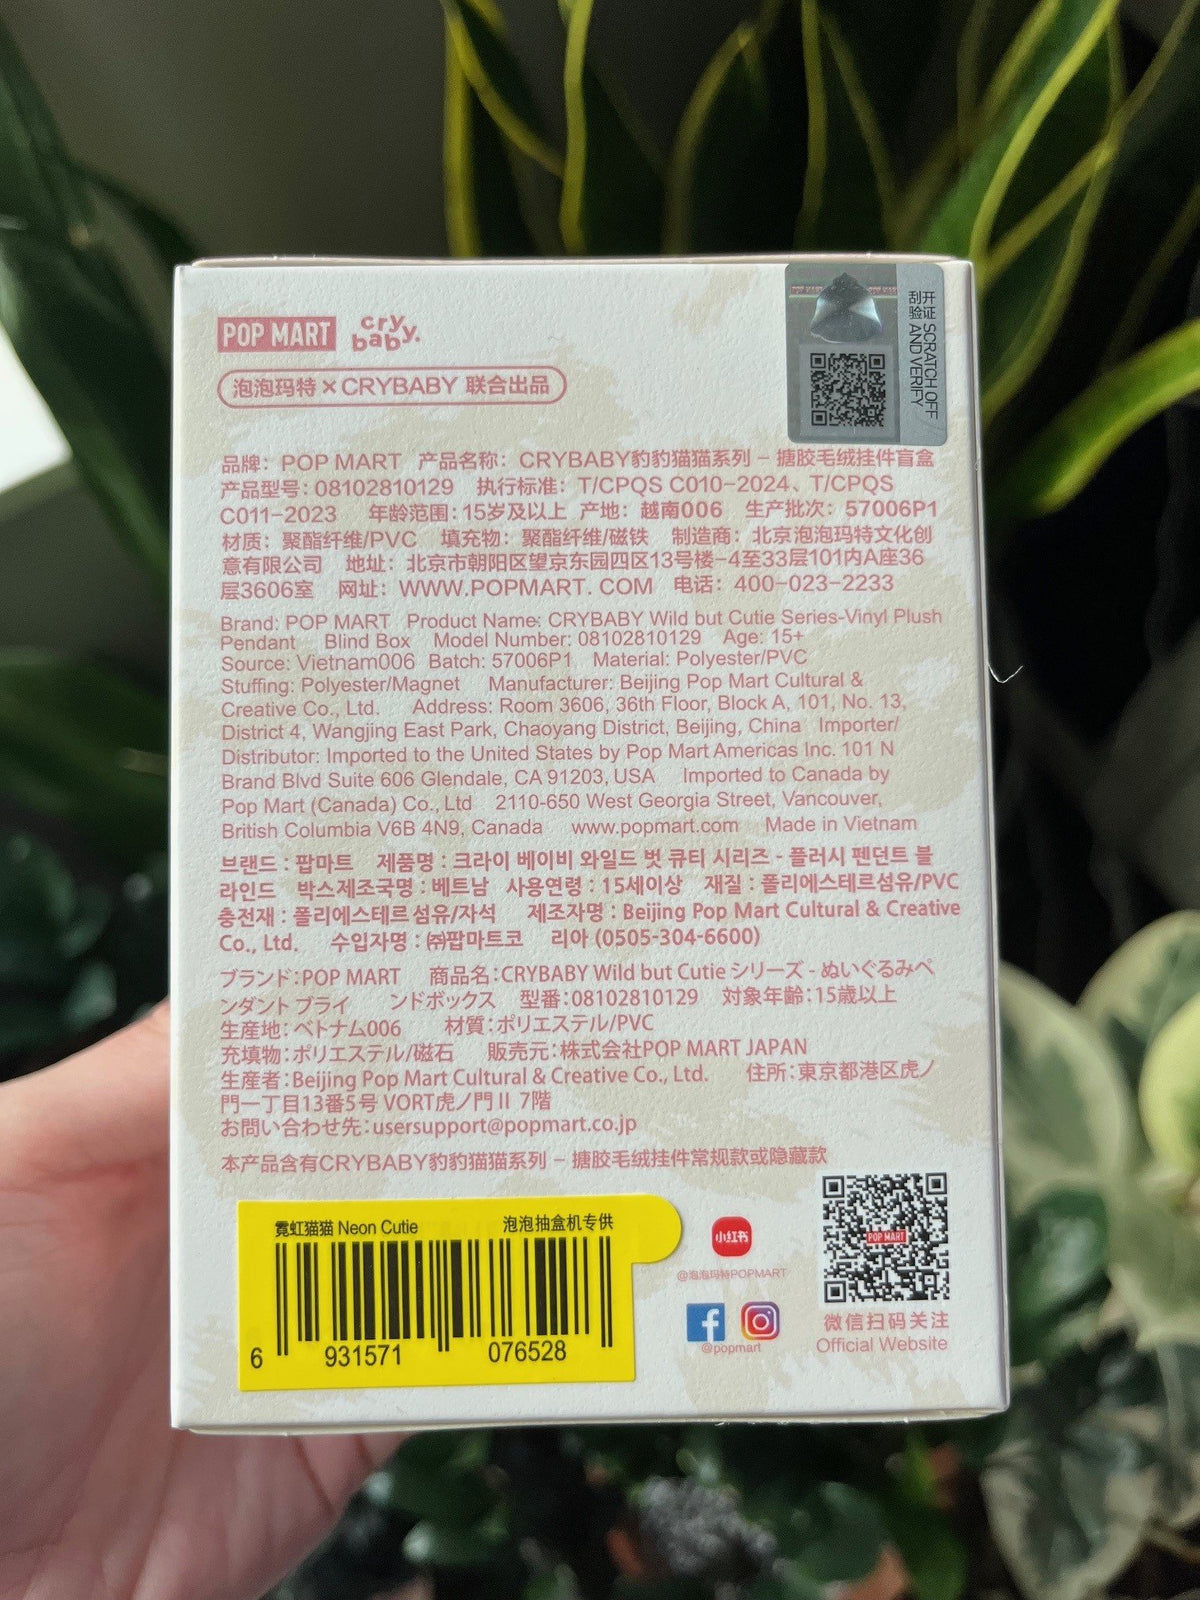 POP MART cry baby.
泡泡玛特×CRYBABY 联合出品
POP MART POP MART
开 刮 证 验 SCRATCH OFF AND VERIFY
品牌：POP MART 产品名称：CRYBABY豹豹猫猫系列－搪胶毛绒挂件盲盒
产品型号：08102810129 执行标准：T/CPQS C010-2024、T/CPQS
C011-2023 年龄范围：15岁及以上 产地：越南006 生产批次：57006P1
材质：聚酯纤维/PVC 填充物：聚酯纤维/磁铁 制造商：北京泡泡玛特文化创
意有限公司 地址：北京市朝阳区望京东园四区13号楼-4至33层101内A座36
层3606室 网址：WWW.POPMART.COM 电话：400-023-2233
Brand: POP MART Product Name: CRYBABY Wild but Cutie Series-Vinyl Plush
Pendant Blind Box Model Number: 08102810129 Age: 15+
Source: Vietnam006 Batch: 57006P1 Material: Polyester/PVC
Stuffing: Polyester/Magnet Manufacturer: Beijing Pop Mart Cultural &
Creative Co., Ltd. Address: Room 3606, 36th Floor, Block A, 101, No. 13,
District 4, Wangjing East Park, Chaoyang District, Beijing, China Importer/
Distributor: Imported to the United States by Pop Mart Americas Inc. 101 N
Brand Blvd Suite 606 Glendale, CA 91203, USA Imported to Canada by
Pop Mart (Canada) Co., Ltd 2110-650 West Georgia Street, Vancouver,
British Columbia V6B 4N9, Canada www.popmart.com Made in Vietnam
브랜드 : 팝마트 제품명 : 크라이 베이비 와일드 벗 큐티 시리즈 - 플러시 펜던트 블
라인드 박스제조국명 : 베트남 사용연령 : 15세이상 재질 : 폴리에스테르섬유/PVC
충전재 : 폴리에스테르 섬유/자석 제조자명 : Beijing Pop Mart Cultural & Creative
Co., Ltd. 수입자명 : ㈜팝마트코 리아 (0505-304-6600)
ブランド：POP MART 商品名：CRYBABY Wild but Cutie シリーズ - ぬいぐるみペ
ンダント ブライ ンドボックス 型番：08102810129 対象年齢：15歳以上
生産地：ベトナム006 材質：ポリエステル/PVC
充填物：ポリエステル/磁石 販売元：株式会社POP MART JAPAN
生産者：Beijing Pop Mart Cultural & Creative Co., Ltd. 住所：東京都港区虎ノ
門一丁目13番5号 VORT虎ノ門 II 7階
お問い合わせ先：usersupport@popmart.co.jp
本产品含有CRYBABY豹豹猫猫系列－搪胶毛绒挂件常规款或隐藏款
霓虹猫猫 Neon Cutie 泡泡抽盒机专供
6 931571 076528
小红书
@泡泡玛特POPMART
@popmart
POP MART
微信扫码关注
Official Website